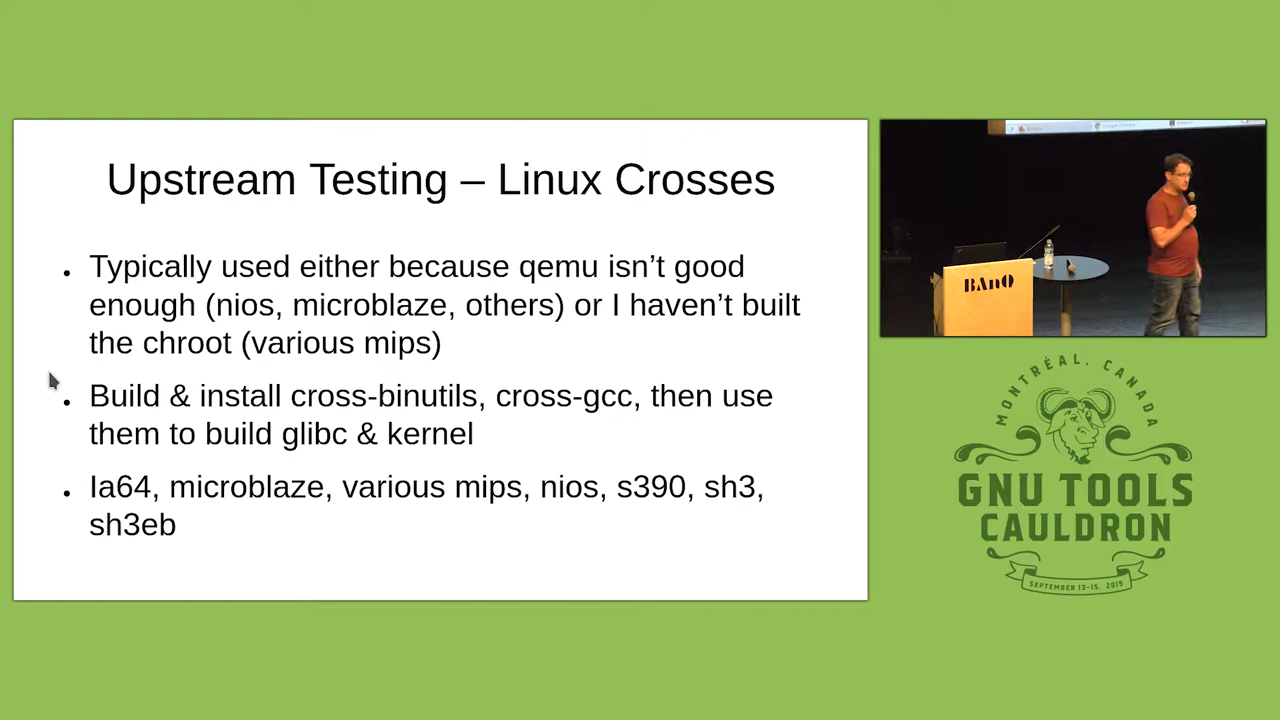 Upstream Testing – Linux Crosses
Typically used either because qemu isn't good
enough (nios, microblaze, others) or I haven't built
the chroot (various mips)
Build & install cross-binutils, cross-gcc, then use
them to build glibc & kernel
Ia64, microblaze, various mips, nios, s390, sh3,
sh3eb
BAnQ
MONTRÉAL, CANADA
GNU TOOLS
CAULDRON
SEPTEMBER 13-15, 2019